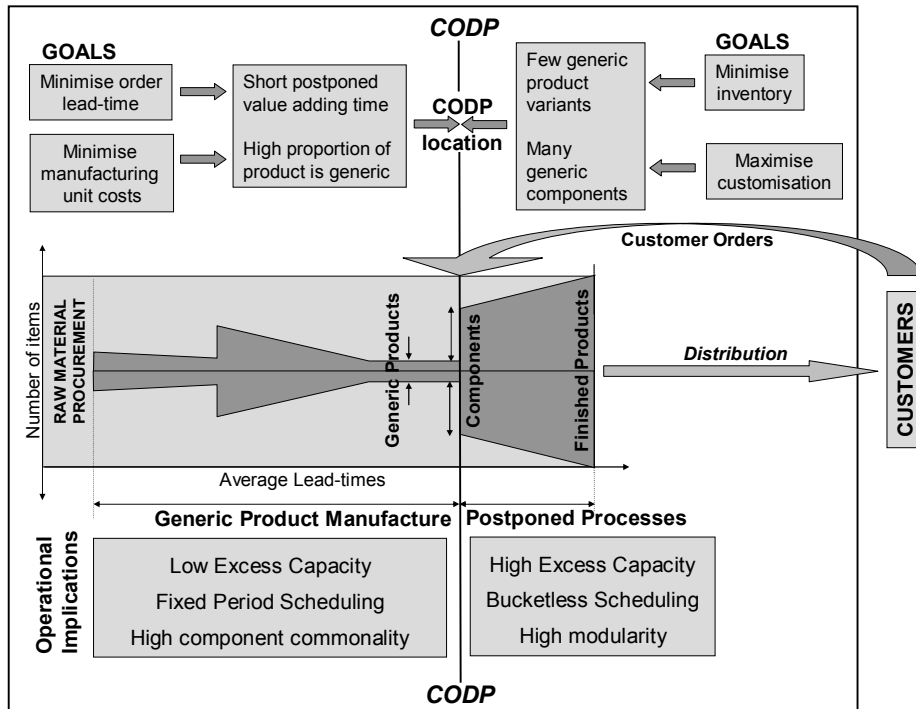 CODP
GOALS
Minimise order
lead-time
Minimise
manufacturing
unit costs
Short postponed
value adding time
High proportion of
product is generic
CODP
location
Few generic
product
variants
Many
generic
components
GOALS
Minimise
inventory
Maximise
customisation
Customer Orders
Number of items
RAW MATERIAL
PROCUREMENT
Generic Products
Components
Finished Products
Distribution
CUSTOMERS
Average Lead-times
Generic Product Manufacture
Postponed Processes
Operational
Implications
Low Excess Capacity
Fixed Period Scheduling
High component commonality
High Excess Capacity
Bucketless Scheduling
High modularity
CODP